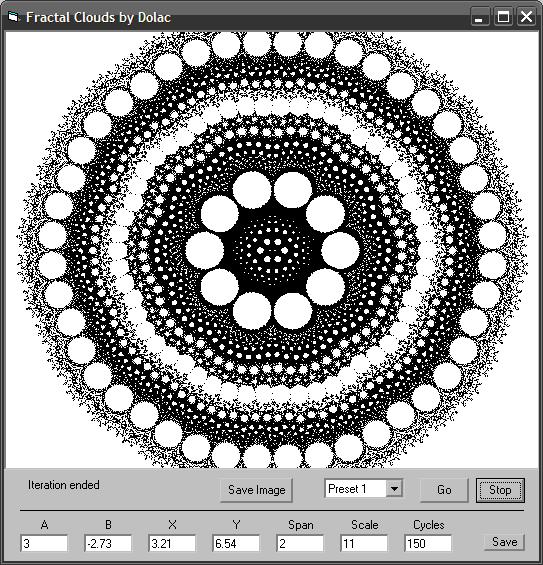 Fractal Clouds by Dolac
Iteration ended
Save Image
Preset 1
Go
Stop
A B X Y Span Scale Cycles
3 -2.73 3.21 6.54 2 11 150 Save